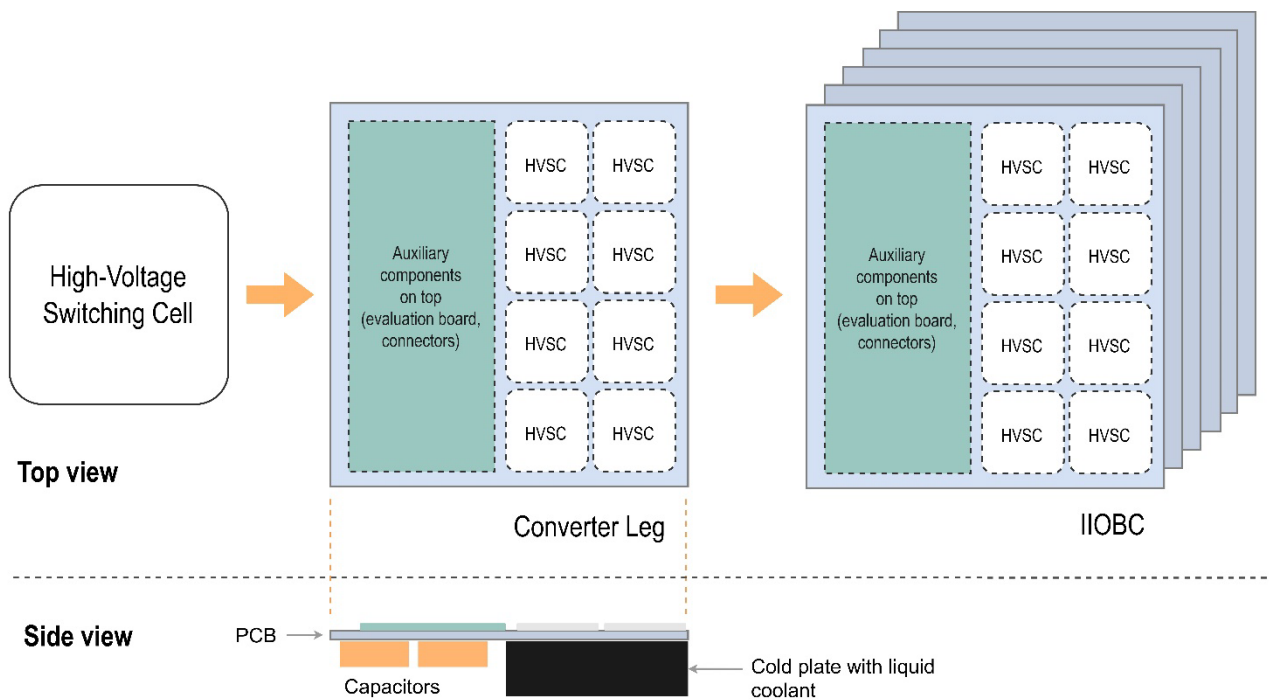 High-Voltage
Switching Cell
Auxiliary
components
on top
(evaluation board,
connectors)
HVSC HVSC
HVSC HVSC
HVSC HVSC
HVSC HVSC
Auxiliary
components
on top
(evaluation board,
connectors)
HVSC HVSC
HVSC HVSC
HVSC HVSC
HVSC HVSC
Top view
Converter Leg
IIOBC
Side view
PCB
Capacitors
Cold plate with liquid
coolant